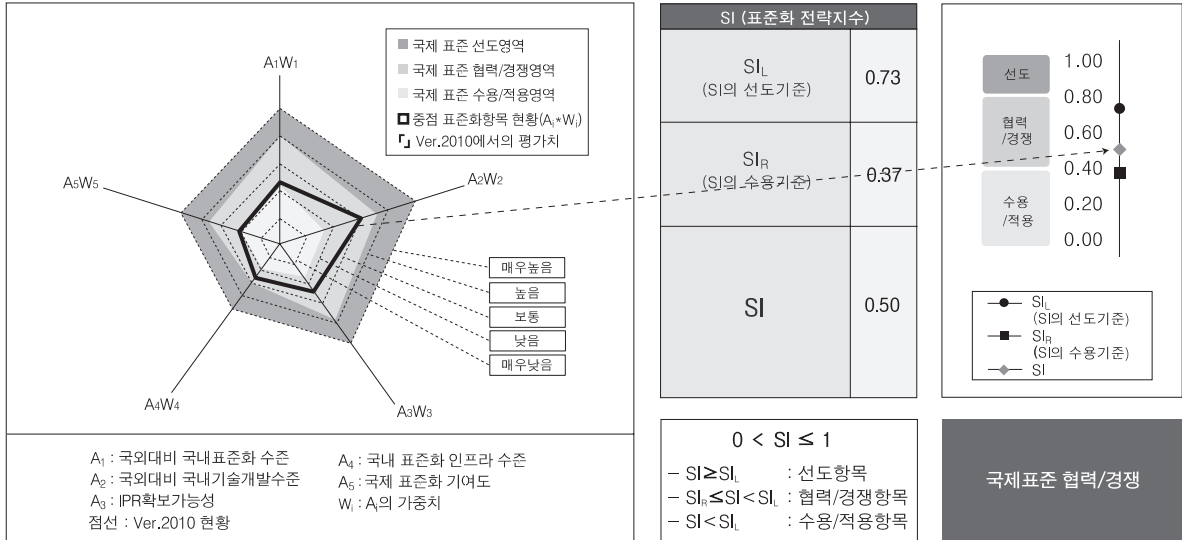 국제 표준 선도영역
국제 표준 협력/경쟁영역
국제 표준 수용/적용영역
중점 표준화항목 현황(Ai*Wi)
Ver.2010에서의 평가치
A1W1
A2W2
A3W3
A4W4
A5W5
매우높음
높음
보통
낮음
매우낮음
A1 : 국외대비 국내표준화 수준
A2 : 국외대비 국내기술개발수준
A3 : IPR확보가능성
점선 : Ver.2010 현황
A4 : 국내 표준화 인프라 수준
A5 : 국제 표준화 기여도
Wi : Ai의 가중치
SI (표준화 전략지수)
SIL
(SI의 선도기준)
0.73
SIR
(SI의 수용기준)
0.37
SI
0.50
0 < SI ≤ 1
– SI≥SIL : 선도항목
– SIR≤SI<SIL : 협력/경쟁항목
– SI<SIL : 수용/적용항목
선도
협력
/경쟁
수용
/적용
1.00
0.80
0.60
0.40
0.20
0.00
SIL
(SI의 선도기준)
SIR
(SI의 수용기준)
SI
국제표준 협력/경쟁